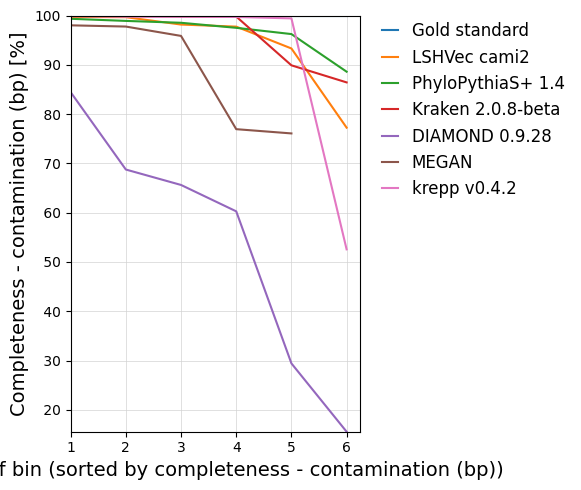 Completeness - contamination (bp) [%]
100
90
80
70
60
50
40
30
20
1 2 3 4 5 6
f bin (sorted by completeness - contamination (bp))
Gold standard
LSHVec cami2
PhyloPythiaS+ 1.4
Kraken 2.0.8-beta
DIAMOND 0.9.28
MEGAN
krepp v0.4.2